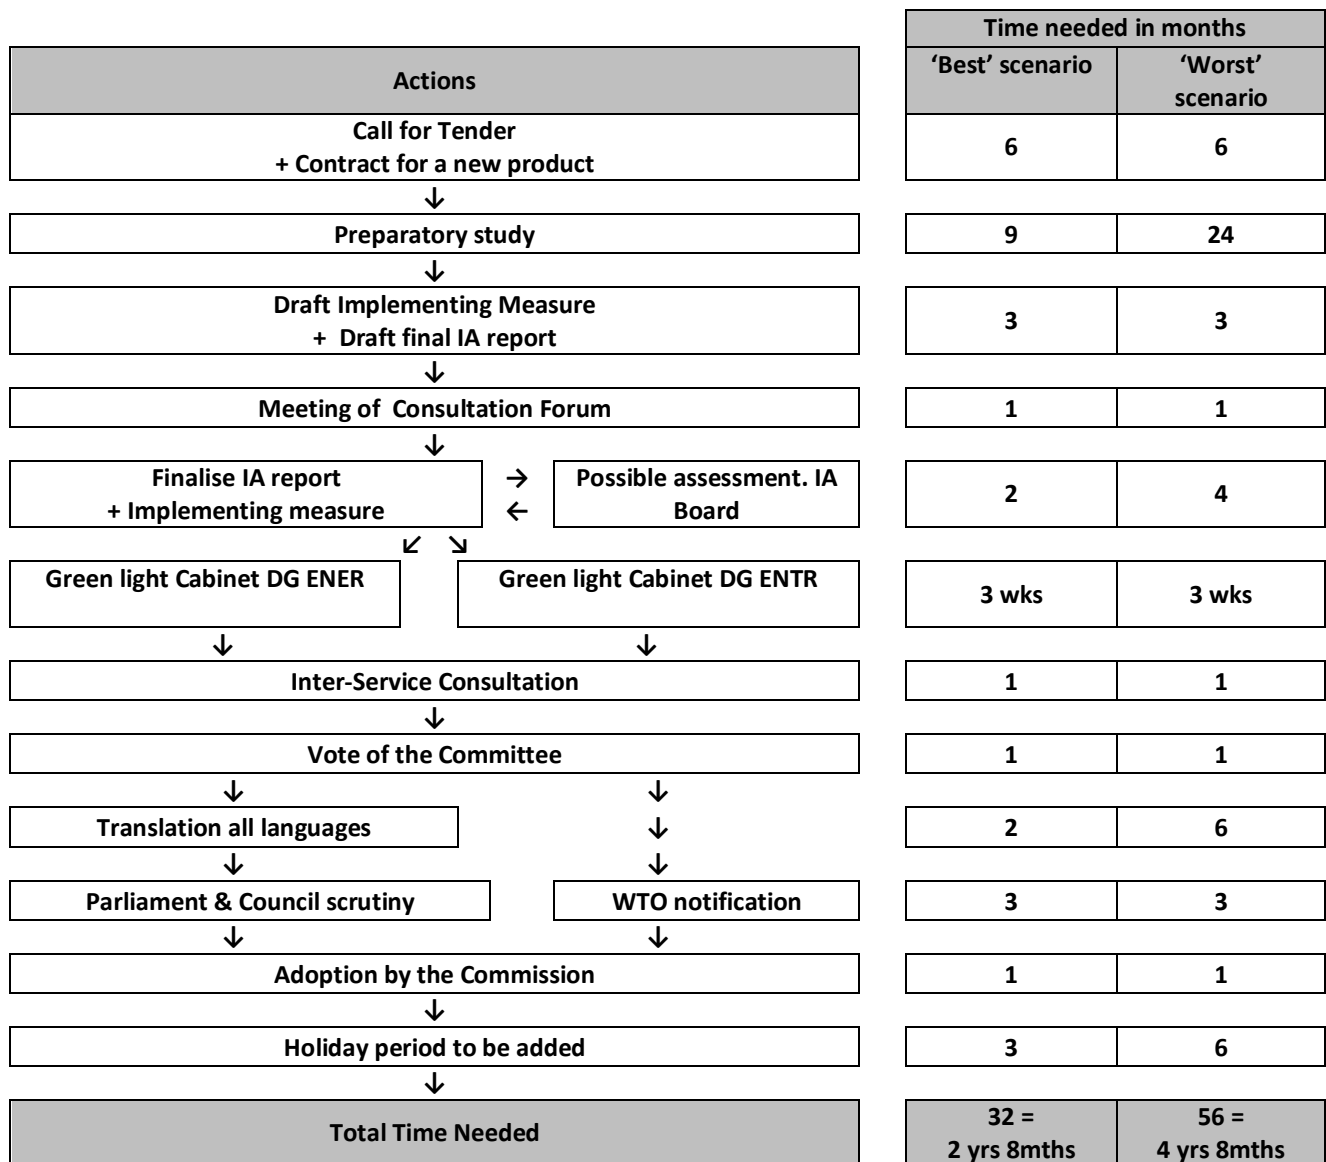 Time needed in months
Actions
‘Best’ scenario
‘Worst’
scenario
Call for Tender
+ Contract for a new product
6
6
↓
Preparatory study
9
24
↓
Draft Implementing Measure
+ Draft final IA report
3
3
↓
Meeting of Consultation Forum
1
1
↓
Finalise IA report
+ Implementing measure
→
←
Possible assessment. IA
Board
2
4
↙ ↘
Green light Cabinet DG ENER
Green light Cabinet DG ENTR
3 wks
3 wks
↓ ↓
Inter-Service Consultation
1
1
↓
Vote of the Committee
1
1
↓ ↓
Translation all languages
↓
2
6
↓ ↓
Parliament & Council scrutiny
WTO notification
3
3
↓ ↓
Adoption by the Commission
1
1
↓
Holiday period to be added
3
6
↓
Total Time Needed
32 =
2 yrs 8mths
56 =
4 yrs 8mths